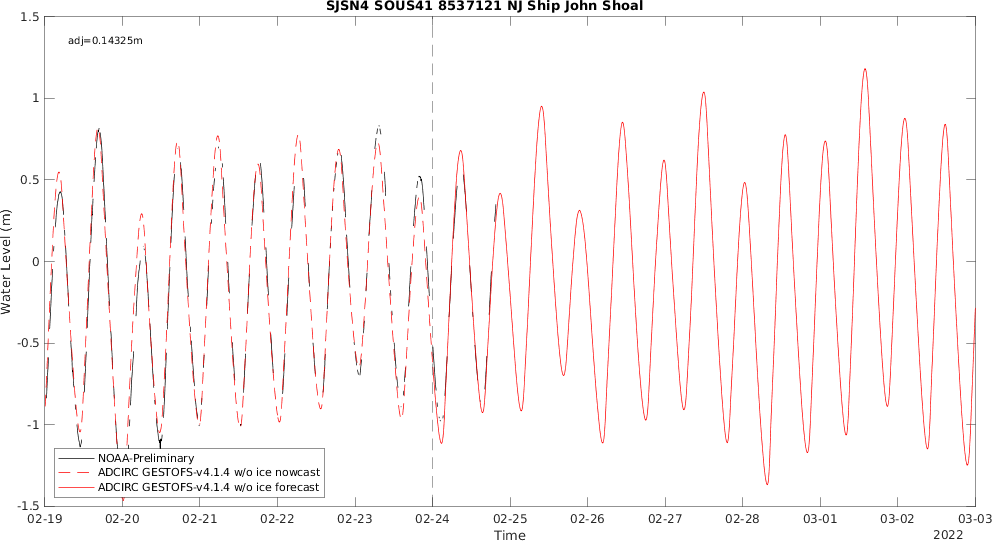 SJSN4 SOUS41 8537121 NJ Ship John Shoal
adj=0.14325m
Water Level (m)
1.5
1
0.5
0
-0.5
-1
-1.5
NOAA-Preliminary
ADCIRC GESTOFS-v4.1.4 w/o ice nowcast
ADCIRC GESTOFS-v4.1.4 w/o ice forecast
02-19 02-20 02-21 02-22 02-23 02-24 02-25 02-26 02-27 02-28 03-01 03-02 03-03
Time
2022